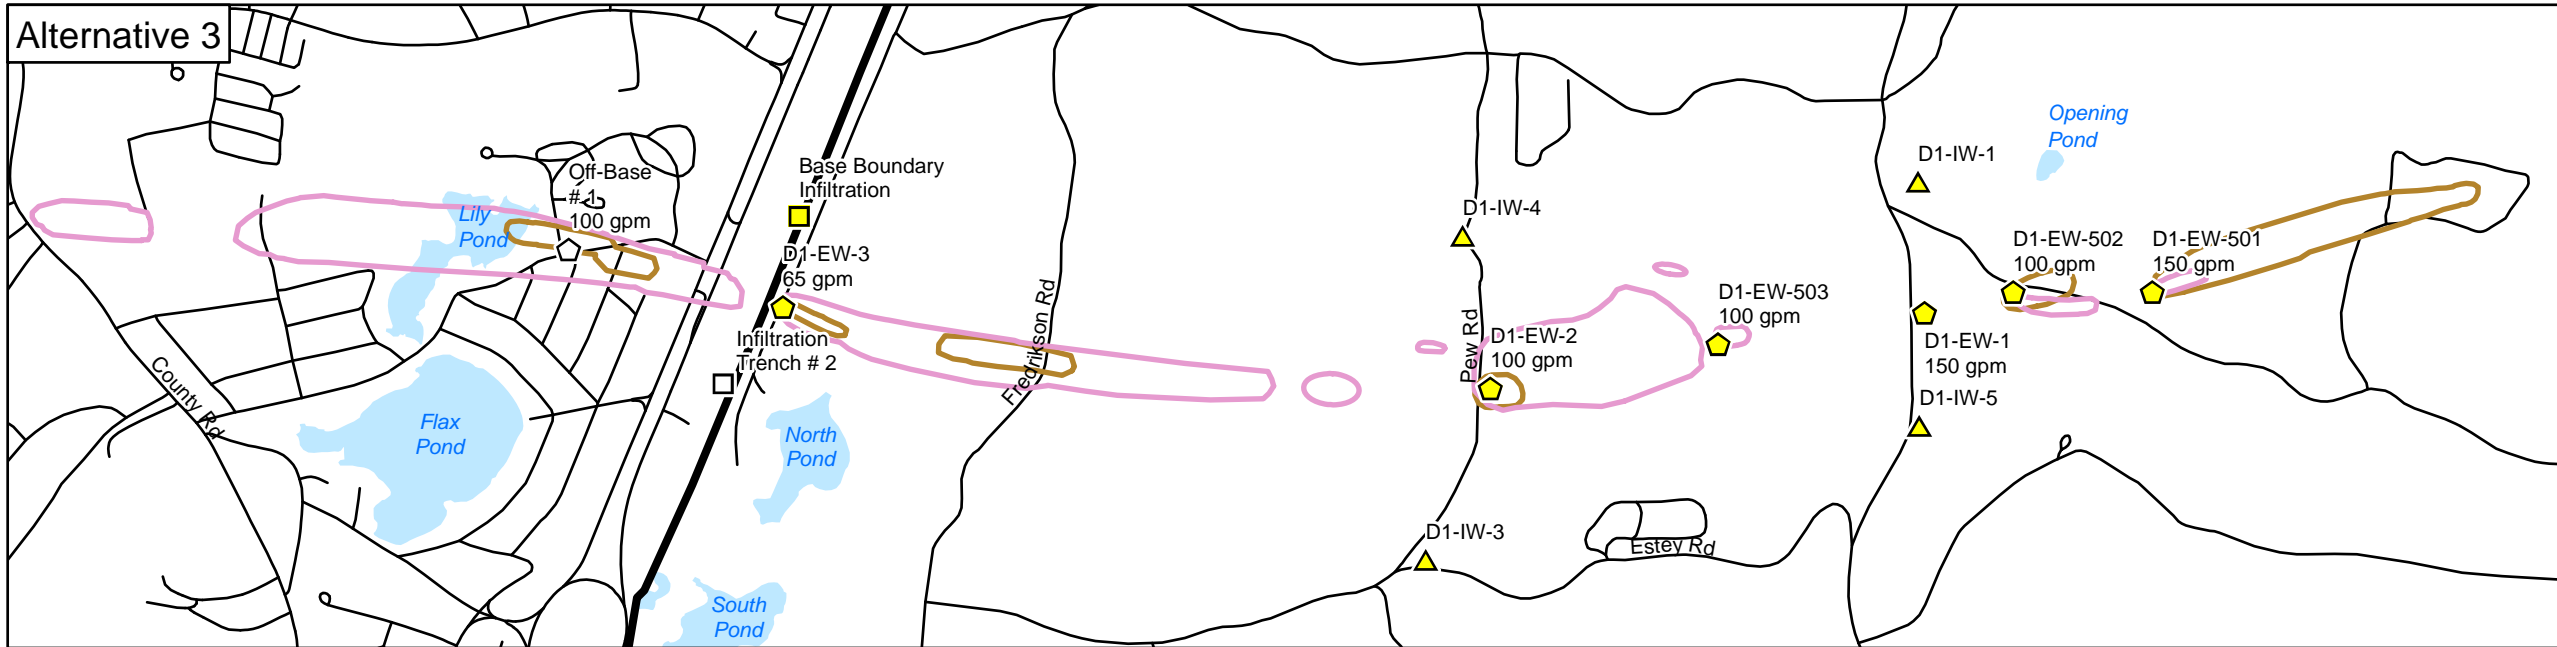 Alternative 3
Opening
Pond
D1-IW-1
Base Boundary
Infiltration
Off-Base
# 1
100 gpm
Lily
Pond
D1-IW-4
D1-EW-3
65 gpm
D1-EW-502
100 gpm
D1-EW-501
150 gpm
D1-EW-503
100 gpm
Fredrikson Rd
Pew Rd
Infiltration
Trench # 2
D1-EW-2
100 gpm
D1-EW-1
150 gpm
County Rd
D1-IW-5
Flax
Pond
North
Pond
D1-IW-3
Estey Rd
South
Pond